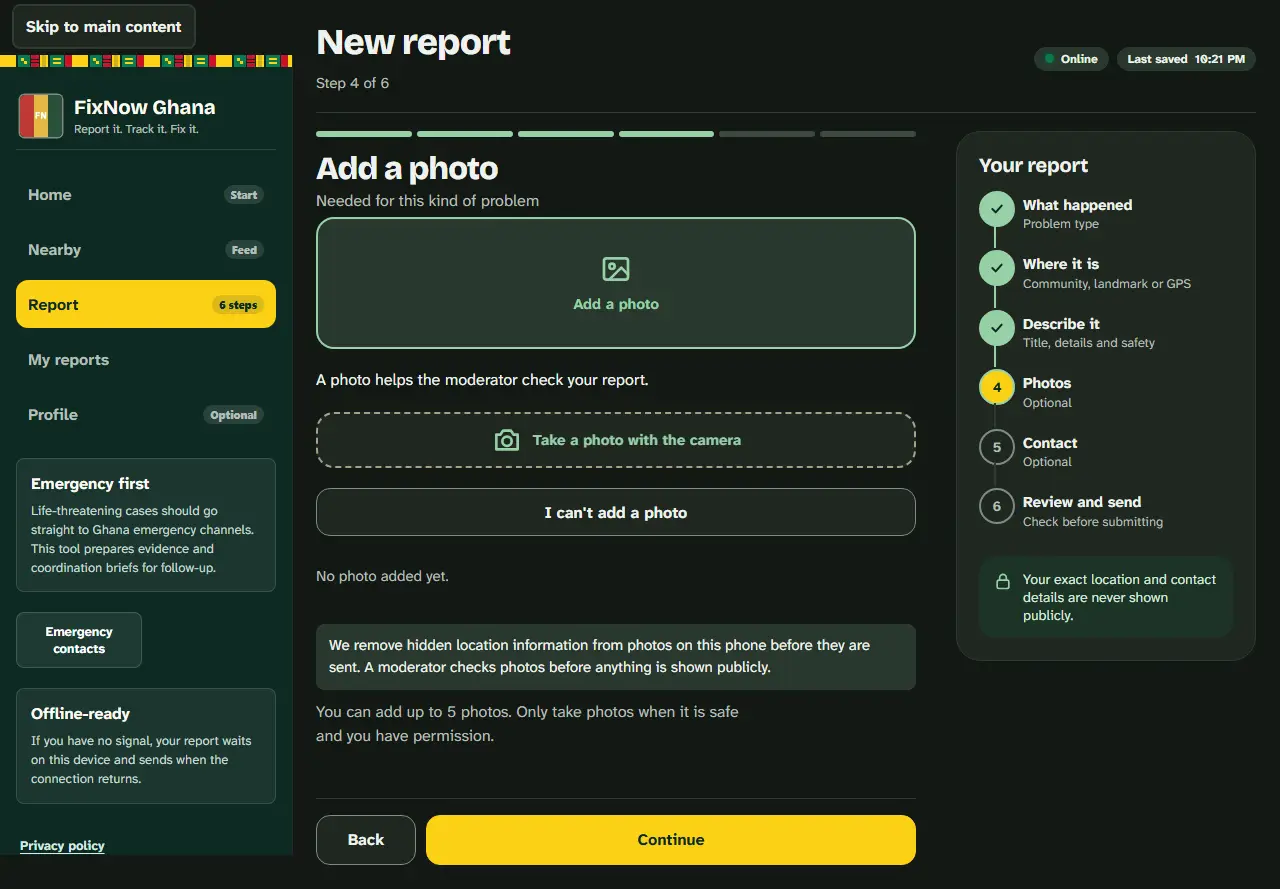 Skip to main content
FN
FixNow Ghana
Report it. Track it. Fix it.
Home
Start
Nearby
Feed
Report
6 steps
My reports
Profile
Optional
Emergency first
Life-threatening cases should go
straight to Ghana emergency channels.
This tool prepares evidence and
coordination briefs for follow-up.
Emergency
contacts
Offline-ready
If you have no signal, your report waits
on this device and sends when the
connection returns.
Privacy policy
New report
Step 4 of 6
Online
Last saved 10:21 PM
Add a photo
Needed for this kind of problem
Add a photo
A photo helps the moderator check your report.
Take a photo with the camera
I can't add a photo
No photo added yet.
We remove hidden location information from photos on this phone before they are
sent. A moderator checks photos before anything is shown publicly.
You can add up to 5 photos. Only take photos when it is safe
and you have permission.
Back
Continue
Your report
What happened
Problem type
Where it is
Community, landmark or GPS
Describe it
Title, details and safety
4
Photos
Optional
5
Contact
Optional
6
Review and send
Check before submitting
Your exact location and contact
details are never shown
publicly.